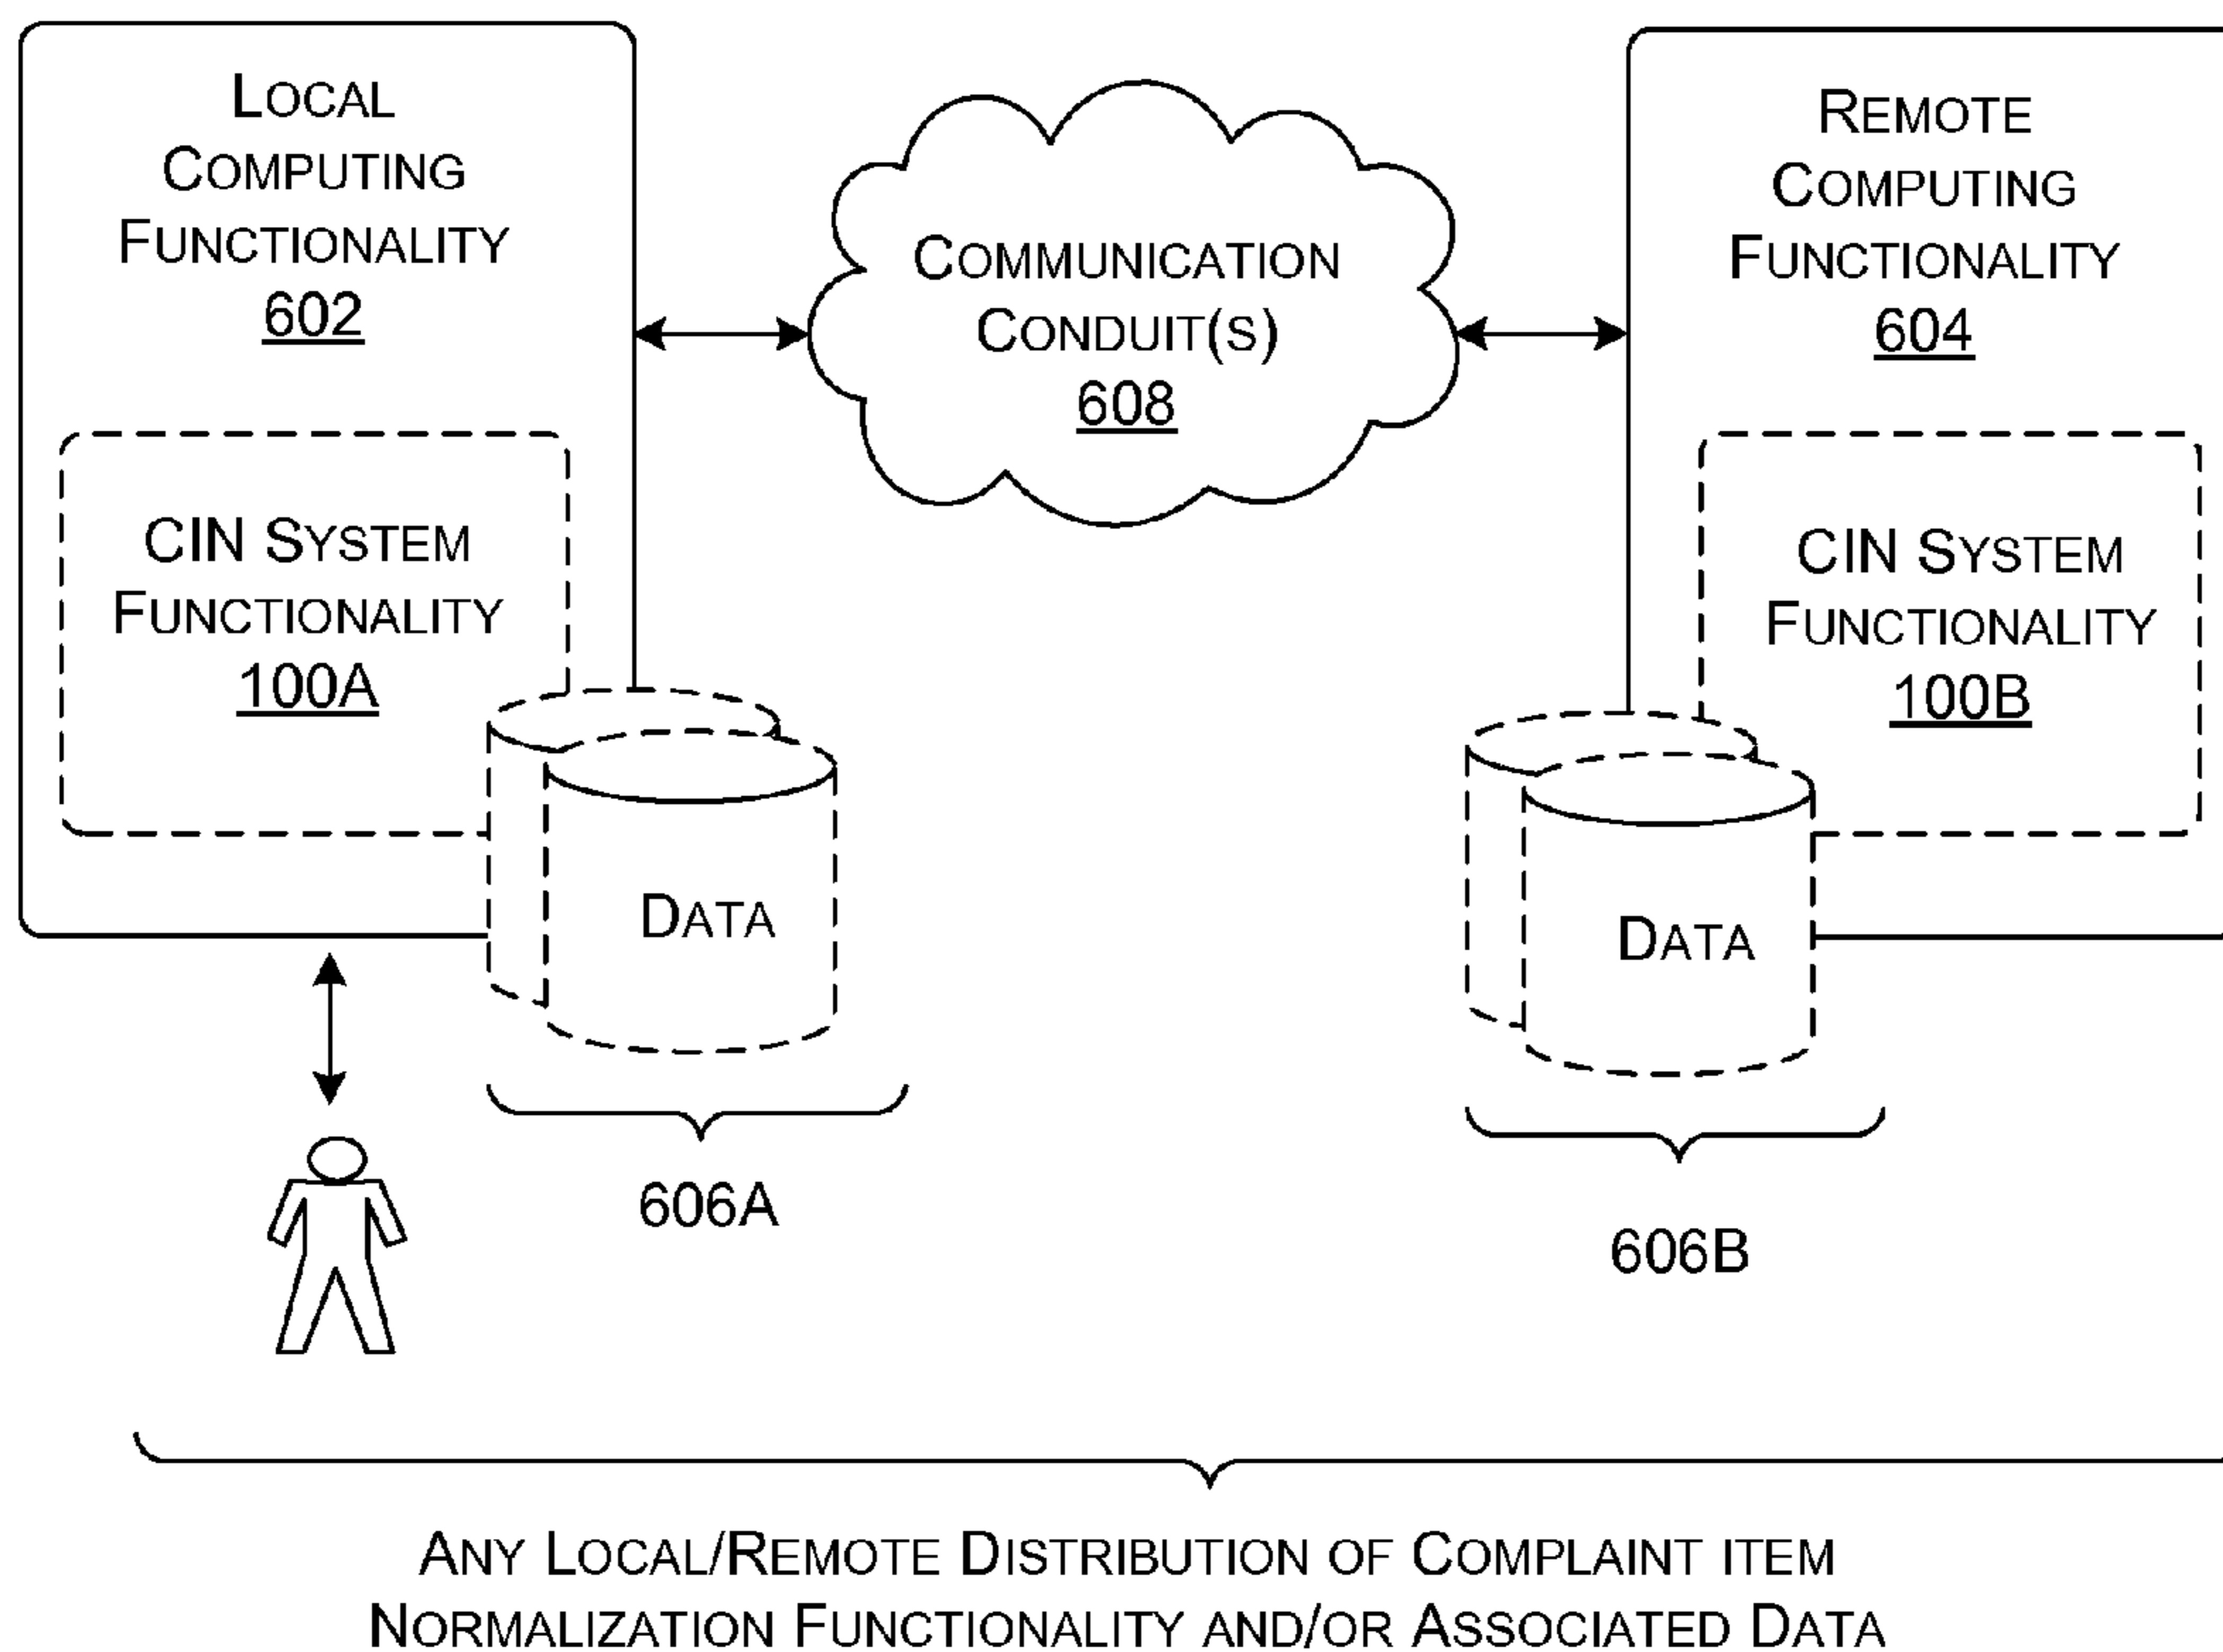 LOCAL
COMPUTING
FUNCTIONALITY
602
CIN SYSTEM
FUNCTIONALITY
100A
DATA
606A
COMMUNICATION
CONDUIT(S)
608
REMOTE
COMPUTING
FUNCTIONALITY
604
CIN SYSTEM
FUNCTIONALITY
100B
DATA
606B
ANY LOCAL/REMOTE DISTRIBUTION OF COMPLAINT ITEM
NORMALIZATION FUNCTIONALITY AND/OR ASSOCIATED DATA